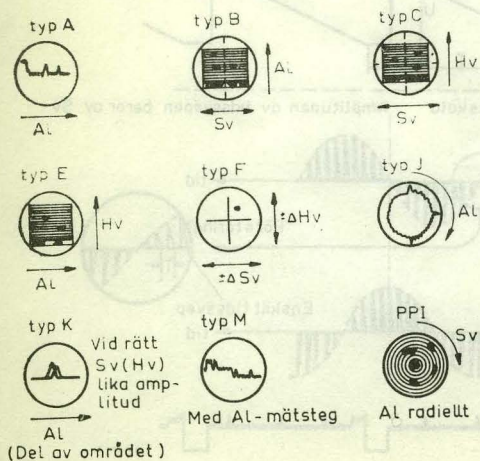 typ A
Al
typ B
Al
Sv
typ C
Hv
Sv
typ E
Hv
Al
typ F
±ΔHv
±ΔSv
typ J
Al
typ K
Vid rätt
Sv(Hv)
lika amp-
litud
Al
(Del av området)
typ M
Med Al-mätsteg
PPI
Sv
Al radiellt